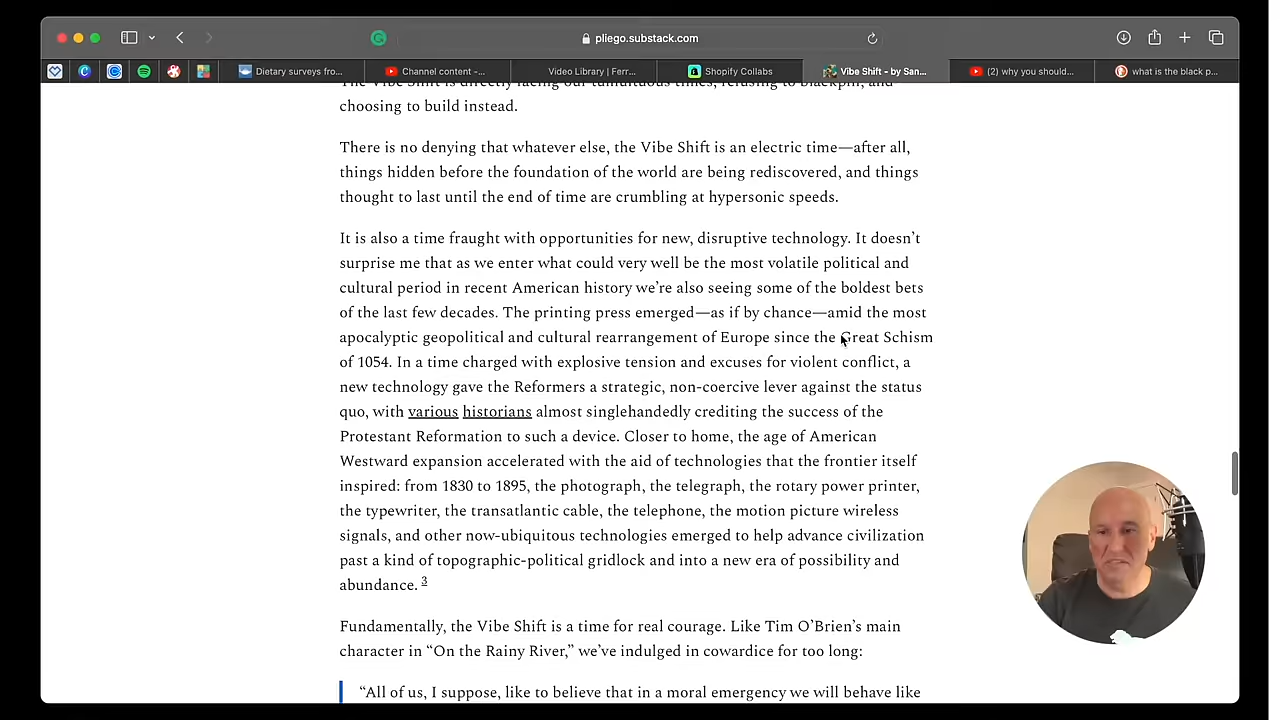 pliego.substack.com
Dietary surveys fro...
Channel content -...
Video Library | Ferr...
Shopify Collabs
Vibe Shift - by San...
(2) why you should...
what is the black p...
The Vibe Shift is directly facing our tumultuous times, refusing to blackpill, and
choosing to build instead.
There is no denying that whatever else, the Vibe Shift is an electric time—after all,
things hidden before the foundation of the world are being rediscovered, and things
thought to last until the end of time are crumbling at hypersonic speeds.
It is also a time fraught with opportunities for new, disruptive technology. It doesn’t
surprise me that as we enter what could very well be the most volatile political and
cultural period in recent American history we’re also seeing some of the boldest bets
of the last few decades. The printing press emerged—as if by chance—amid the most
apocalyptic geopolitical and cultural rearrangement of Europe since the Great Schism
of 1054. In a time charged with explosive tension and excuses for violent conflict, a
new technology gave the Reformers a strategic, non-coercive lever against the status
quo, with various historians almost singlehandedly crediting the success of the
Protestant Reformation to such a device. Closer to home, the age of American
Westward expansion accelerated with the aid of technologies that the frontier itself
inspired: from 1830 to 1895, the photograph, the telegraph, the rotary power printer,
the typewriter, the transatlantic cable, the telephone, the motion picture wireless
signals, and other now-ubiquitous technologies emerged to help advance civilization
past a kind of topographic-political gridlock and into a new era of possibility and
abundance. 3
Fundamentally, the Vibe Shift is a time for real courage. Like Tim O’Brien’s main
character in “On the Rainy River,” we’ve indulged in cowardice for too long:
“All of us, I suppose, like to believe that in a moral emergency we will behave like